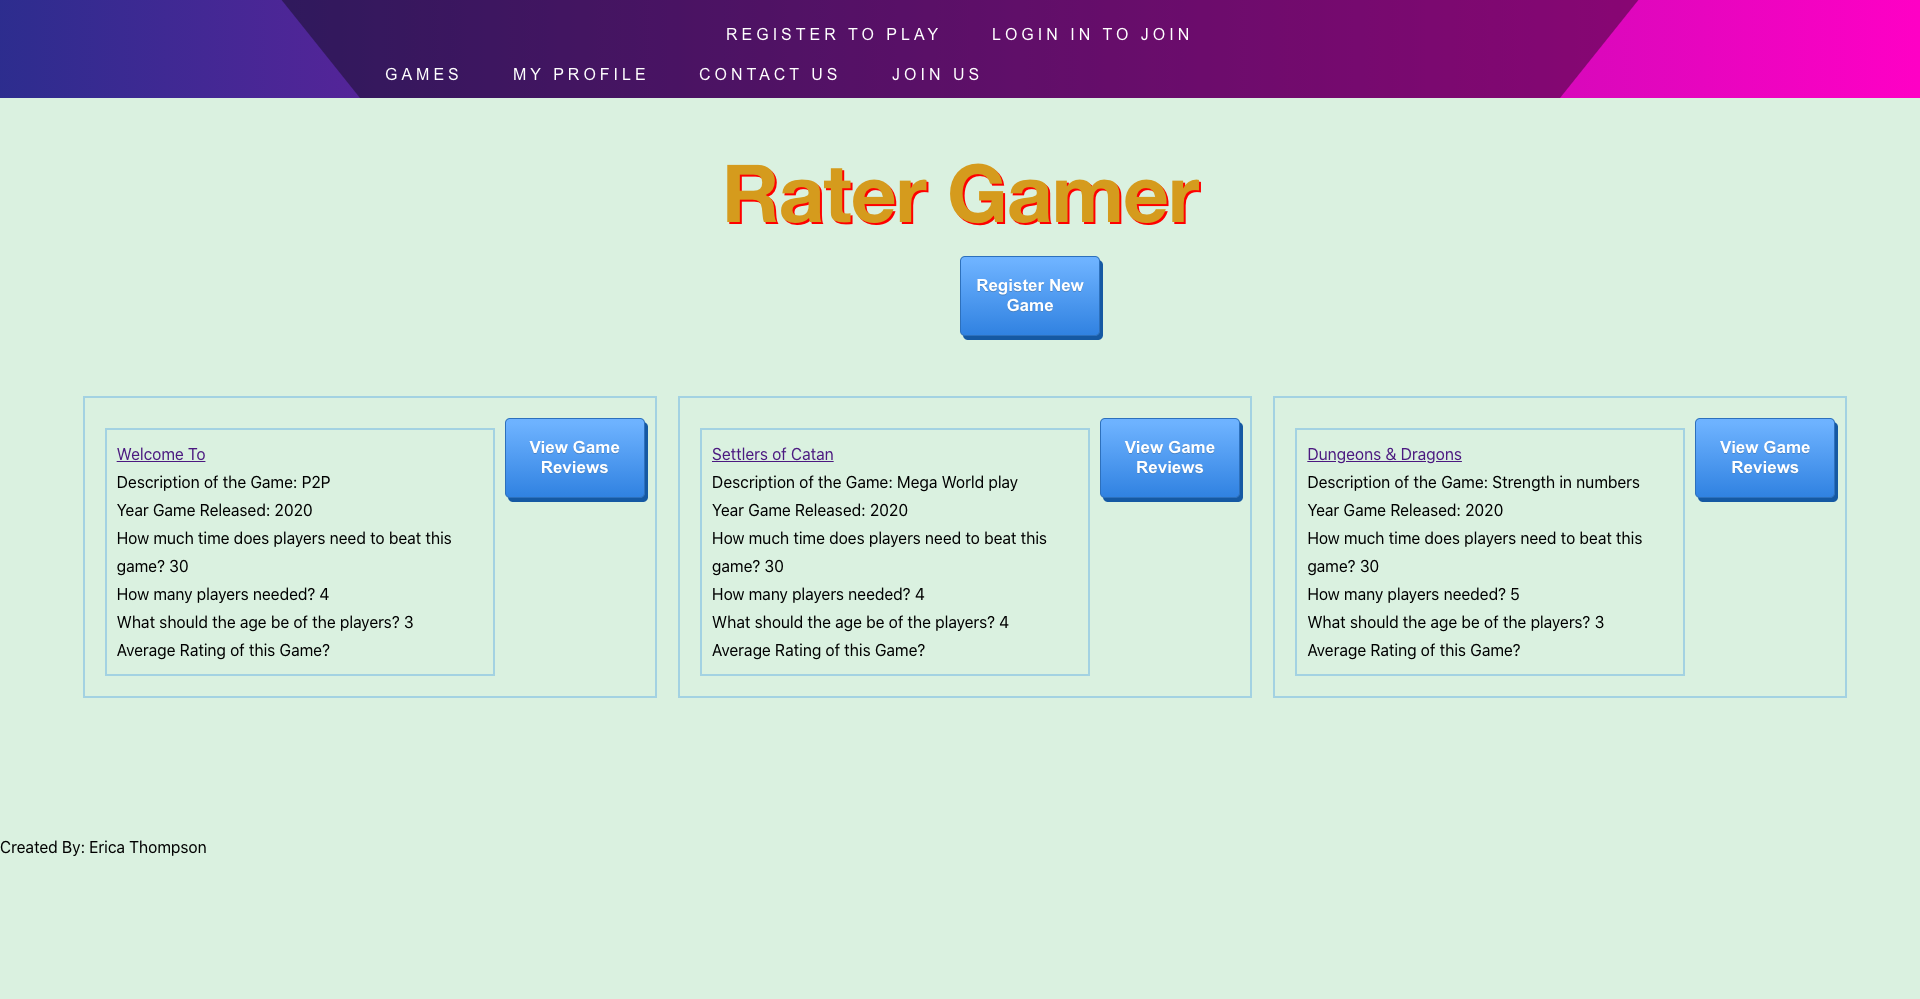 REGISTER TO PLAY LOGIN IN TO JOIN
GAMES MY PROFILE CONTACT US JOIN US
Rater Gamer
Register New
Game
Welcome To
Description of the Game: P2P
Year Game Released: 2020
How much time does players need to beat this
game? 30
How many players needed? 4
What should the age be of the players? 3
Average Rating of this Game?
View Game
Reviews
Settlers of Catan
Description of the Game: Mega World play
Year Game Released: 2020
How much time does players need to beat this
game? 30
How many players needed? 4
What should the age be of the players? 4
Average Rating of this Game?
View Game
Reviews
Dungeons & Dragons
Description of the Game: Strength in numbers
Year Game Released: 2020
How much time does players need to beat this
game? 30
How many players needed? 5
What should the age be of the players? 3
Average Rating of this Game?
View Game
Reviews
Created By: Erica Thompson